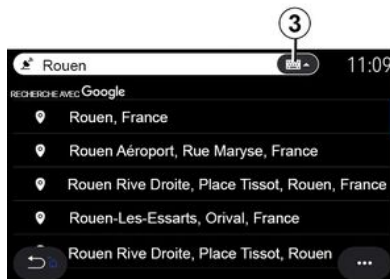 3
Rouen
11:09
RECHERCHE AVEC Google
Rouen, France
Rouen Aéroport, Rue Maryse, France
Rouen Rive Droite, Place Tissot, Rouen, France
Rouen-Les-Essarts, Orival, France
Rouen Rive Droite, Place Tissot, Rouen